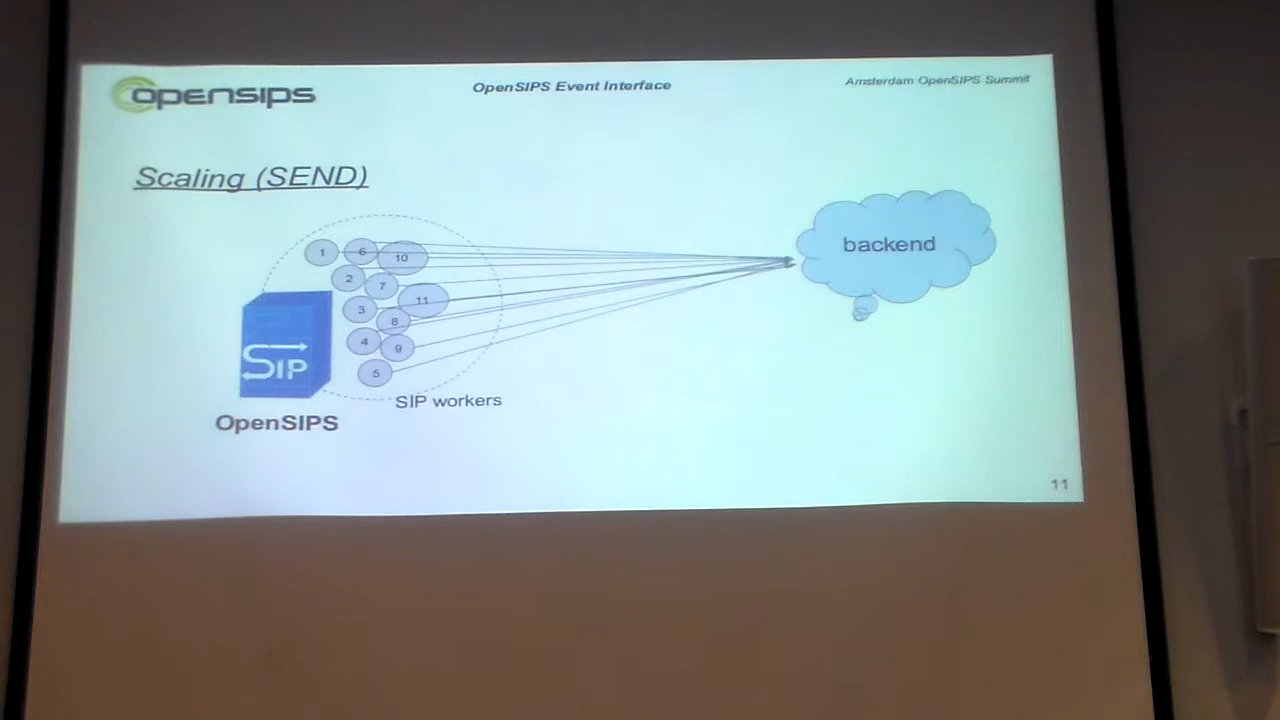 opensips
OpenSIPS Event Interface
Amsterdam OpenSIPS Summit
Scaling (SEND)
1
6
10
2
7
3
11
8
4
9
5
SIP
OpenSIPS
SIP workers
backend
11